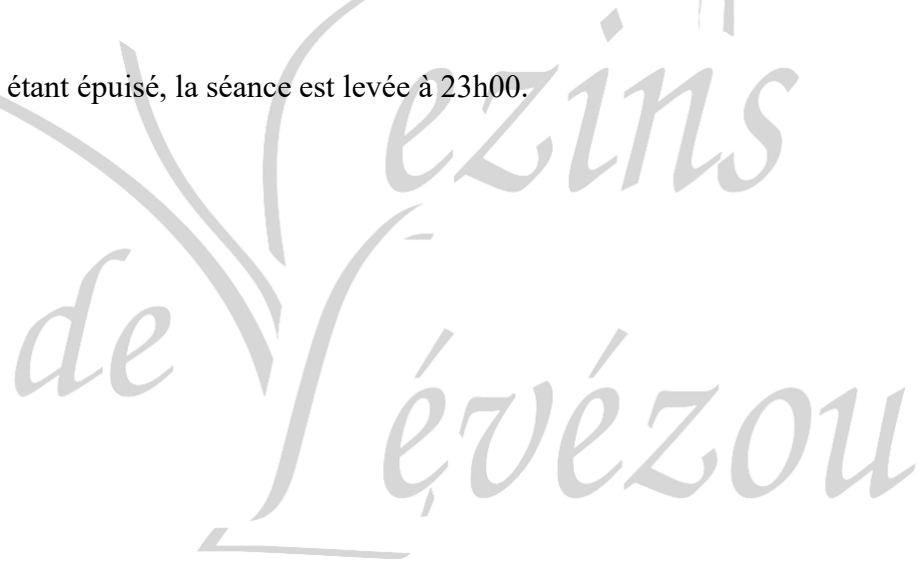 étant épuisé, la séance est levée à 23h00.
Vezins
de
Lévézou